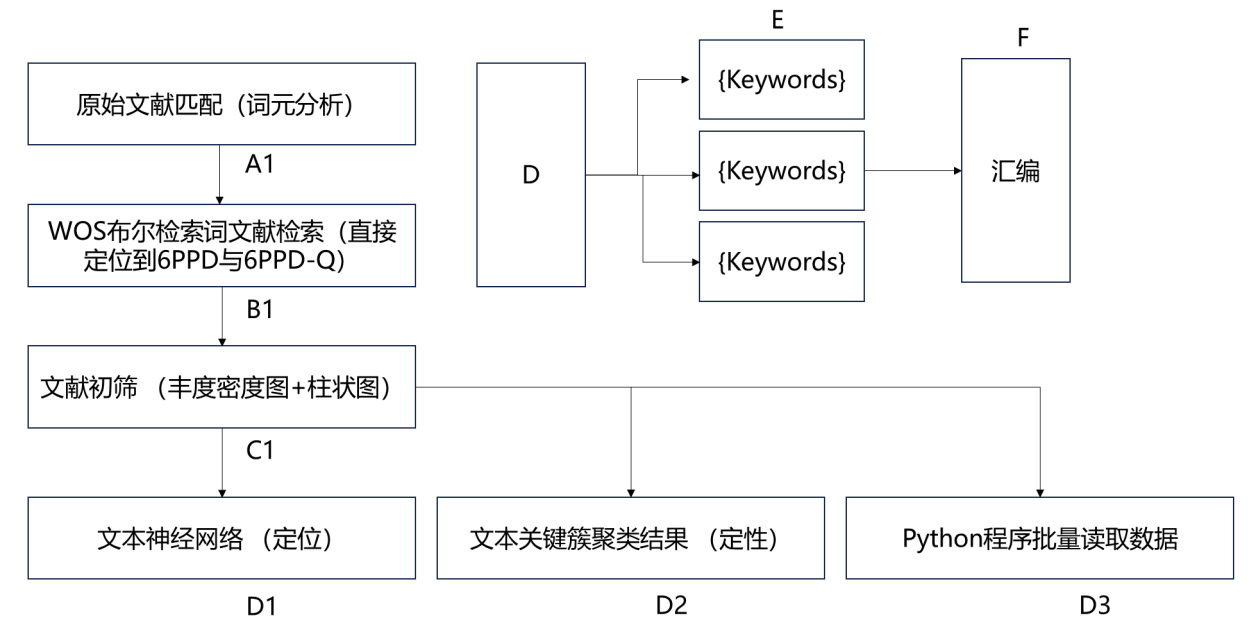 原始文献匹配（词元分析）
A1
WOS布尔检索词文献检索（直接
定位到6PPD与6PPD-Q）
B1
文献初筛 （丰度密度图+柱状图）
C1
文本神经网络 （定位）
D1
文本关键簇聚类结果 （定性）
D2
Python程序批量读取数据
D3
D
E
{Keywords}
{Keywords}
{Keywords}
F
汇编